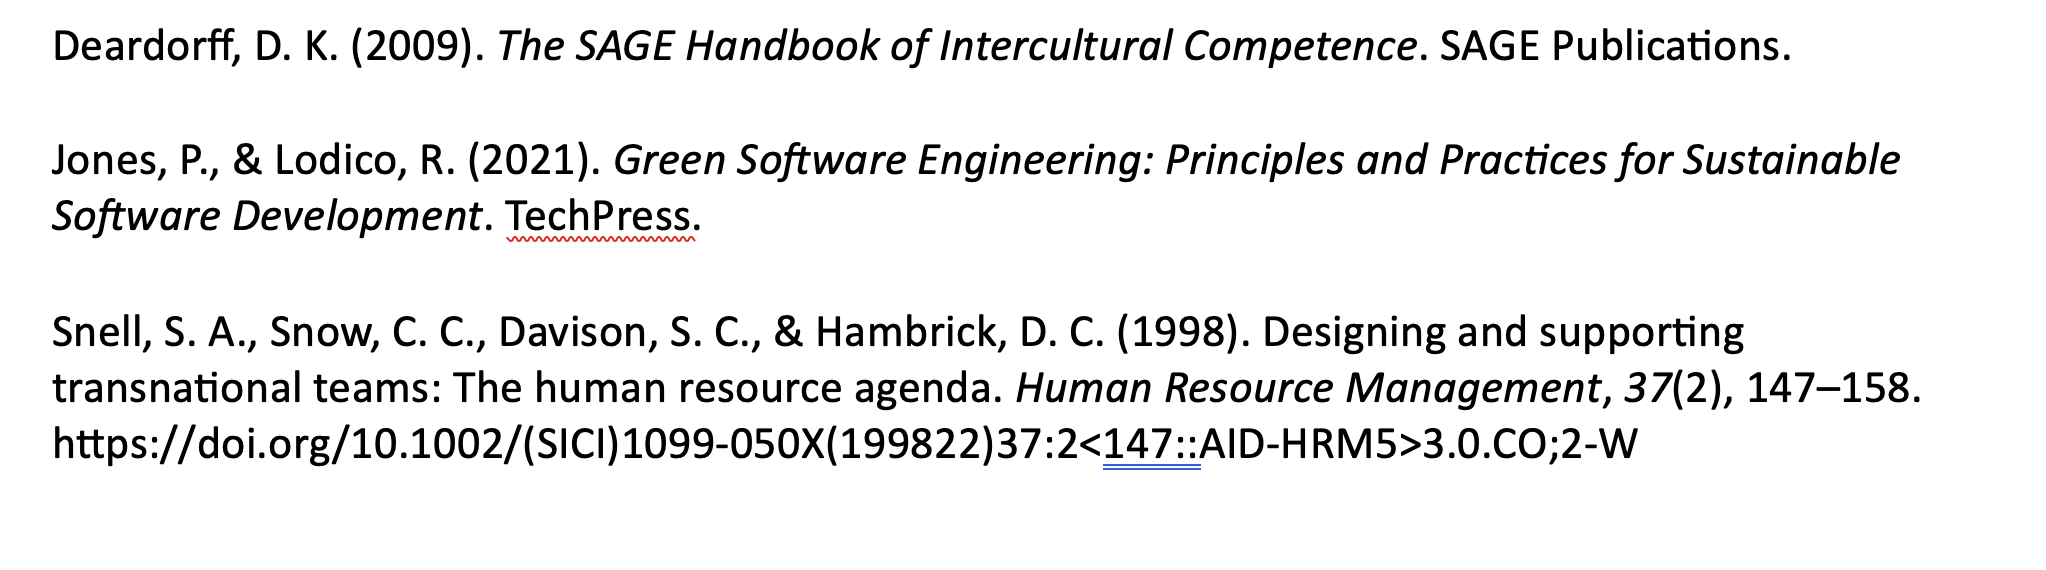 Deardorff, D. K. (2009). The SAGE Handbook of Intercultural Competence. SAGE Publications.
Jones, P., & Lodico, R. (2021). Green Software Engineering: Principles and Practices for Sustainable
Software Development. TechPress.
Snell, S. A., Snow, C. C., Davison, S. C., & Hambrick, D. C. (1998). Designing and supporting
transnational teams: The human resource agenda. Human Resource Management, 37(2), 147–158.
https://doi.org/10.1002/(SICI)1099-050X(199822)37:2<147::AID-HRM5>3.0.CO;2-W